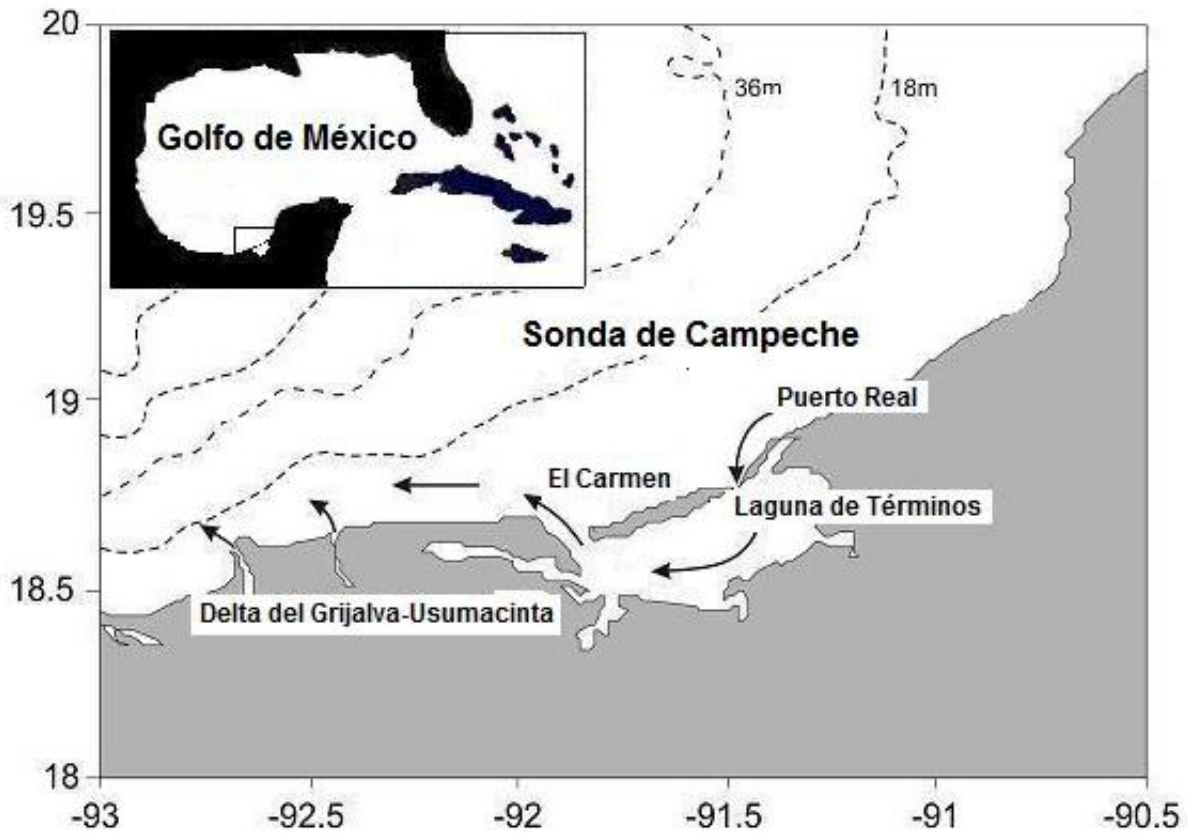 20
Golfo de México
36m
18m
19.5
Sonda de Campeche
19
Puerto Real
El Carmen
Laguna de Términos
18.5
Delta del Grijalva-Usumacinta
18
-93
-92.5
-92
-91.5
-91
-90.5